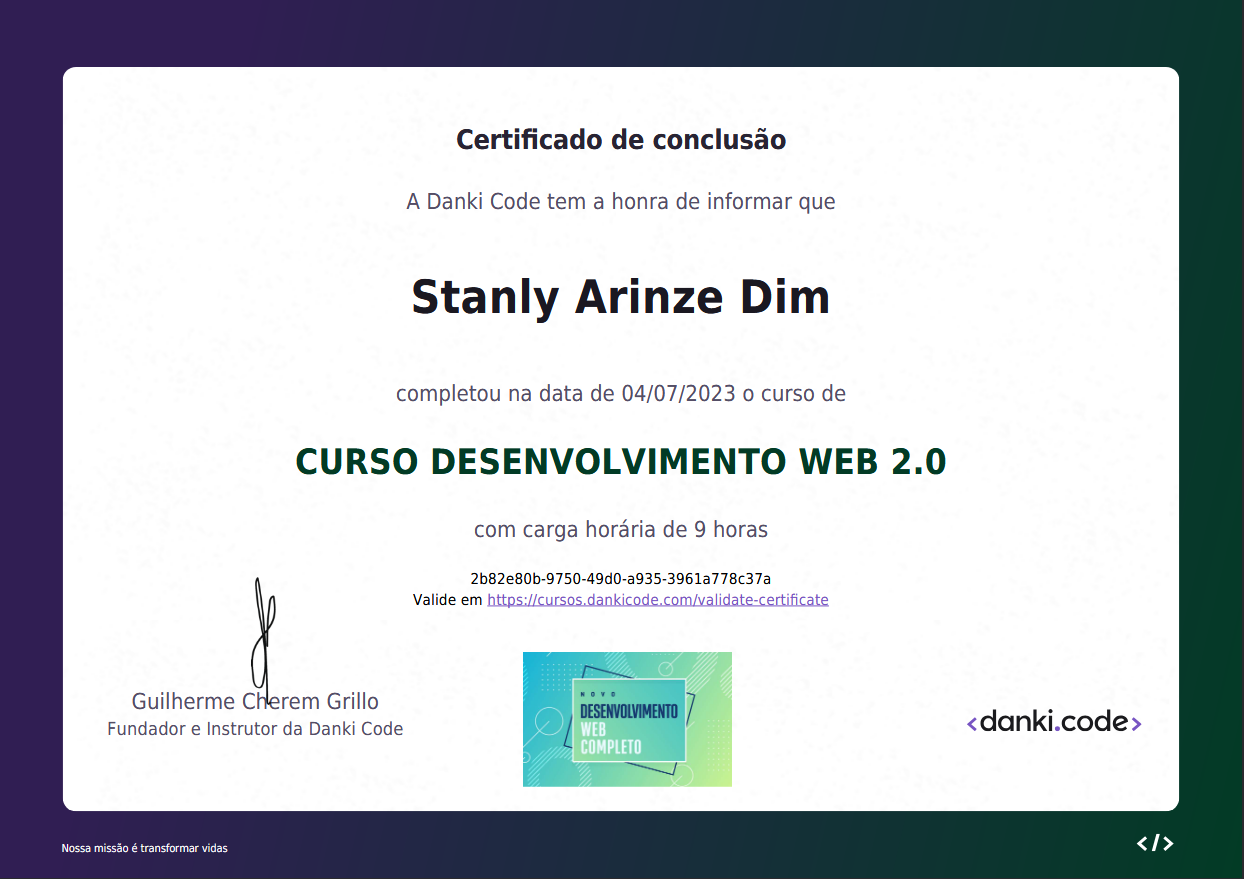 Certificado de conclusão
A Danki Code tem a honra de informar que
Stanly Arinze Dim
completou na data de 04/07/2023 o curso de
CURSO DESENVOLVIMENTO WEB 2.0
com carga horária de 9 horas
2b82e80b-9750-49d0-a935-3961a778c37a
Valide em https://cursos.dankicode.com/validate-certificate
Guilherme Cherem Grillo
Fundador e Instrutor da Danki Code
NOVO
DESENVOLVIMENTO
WEB
COMPLETO
<danki.code>
Nossa missão é transformar vidas
</>